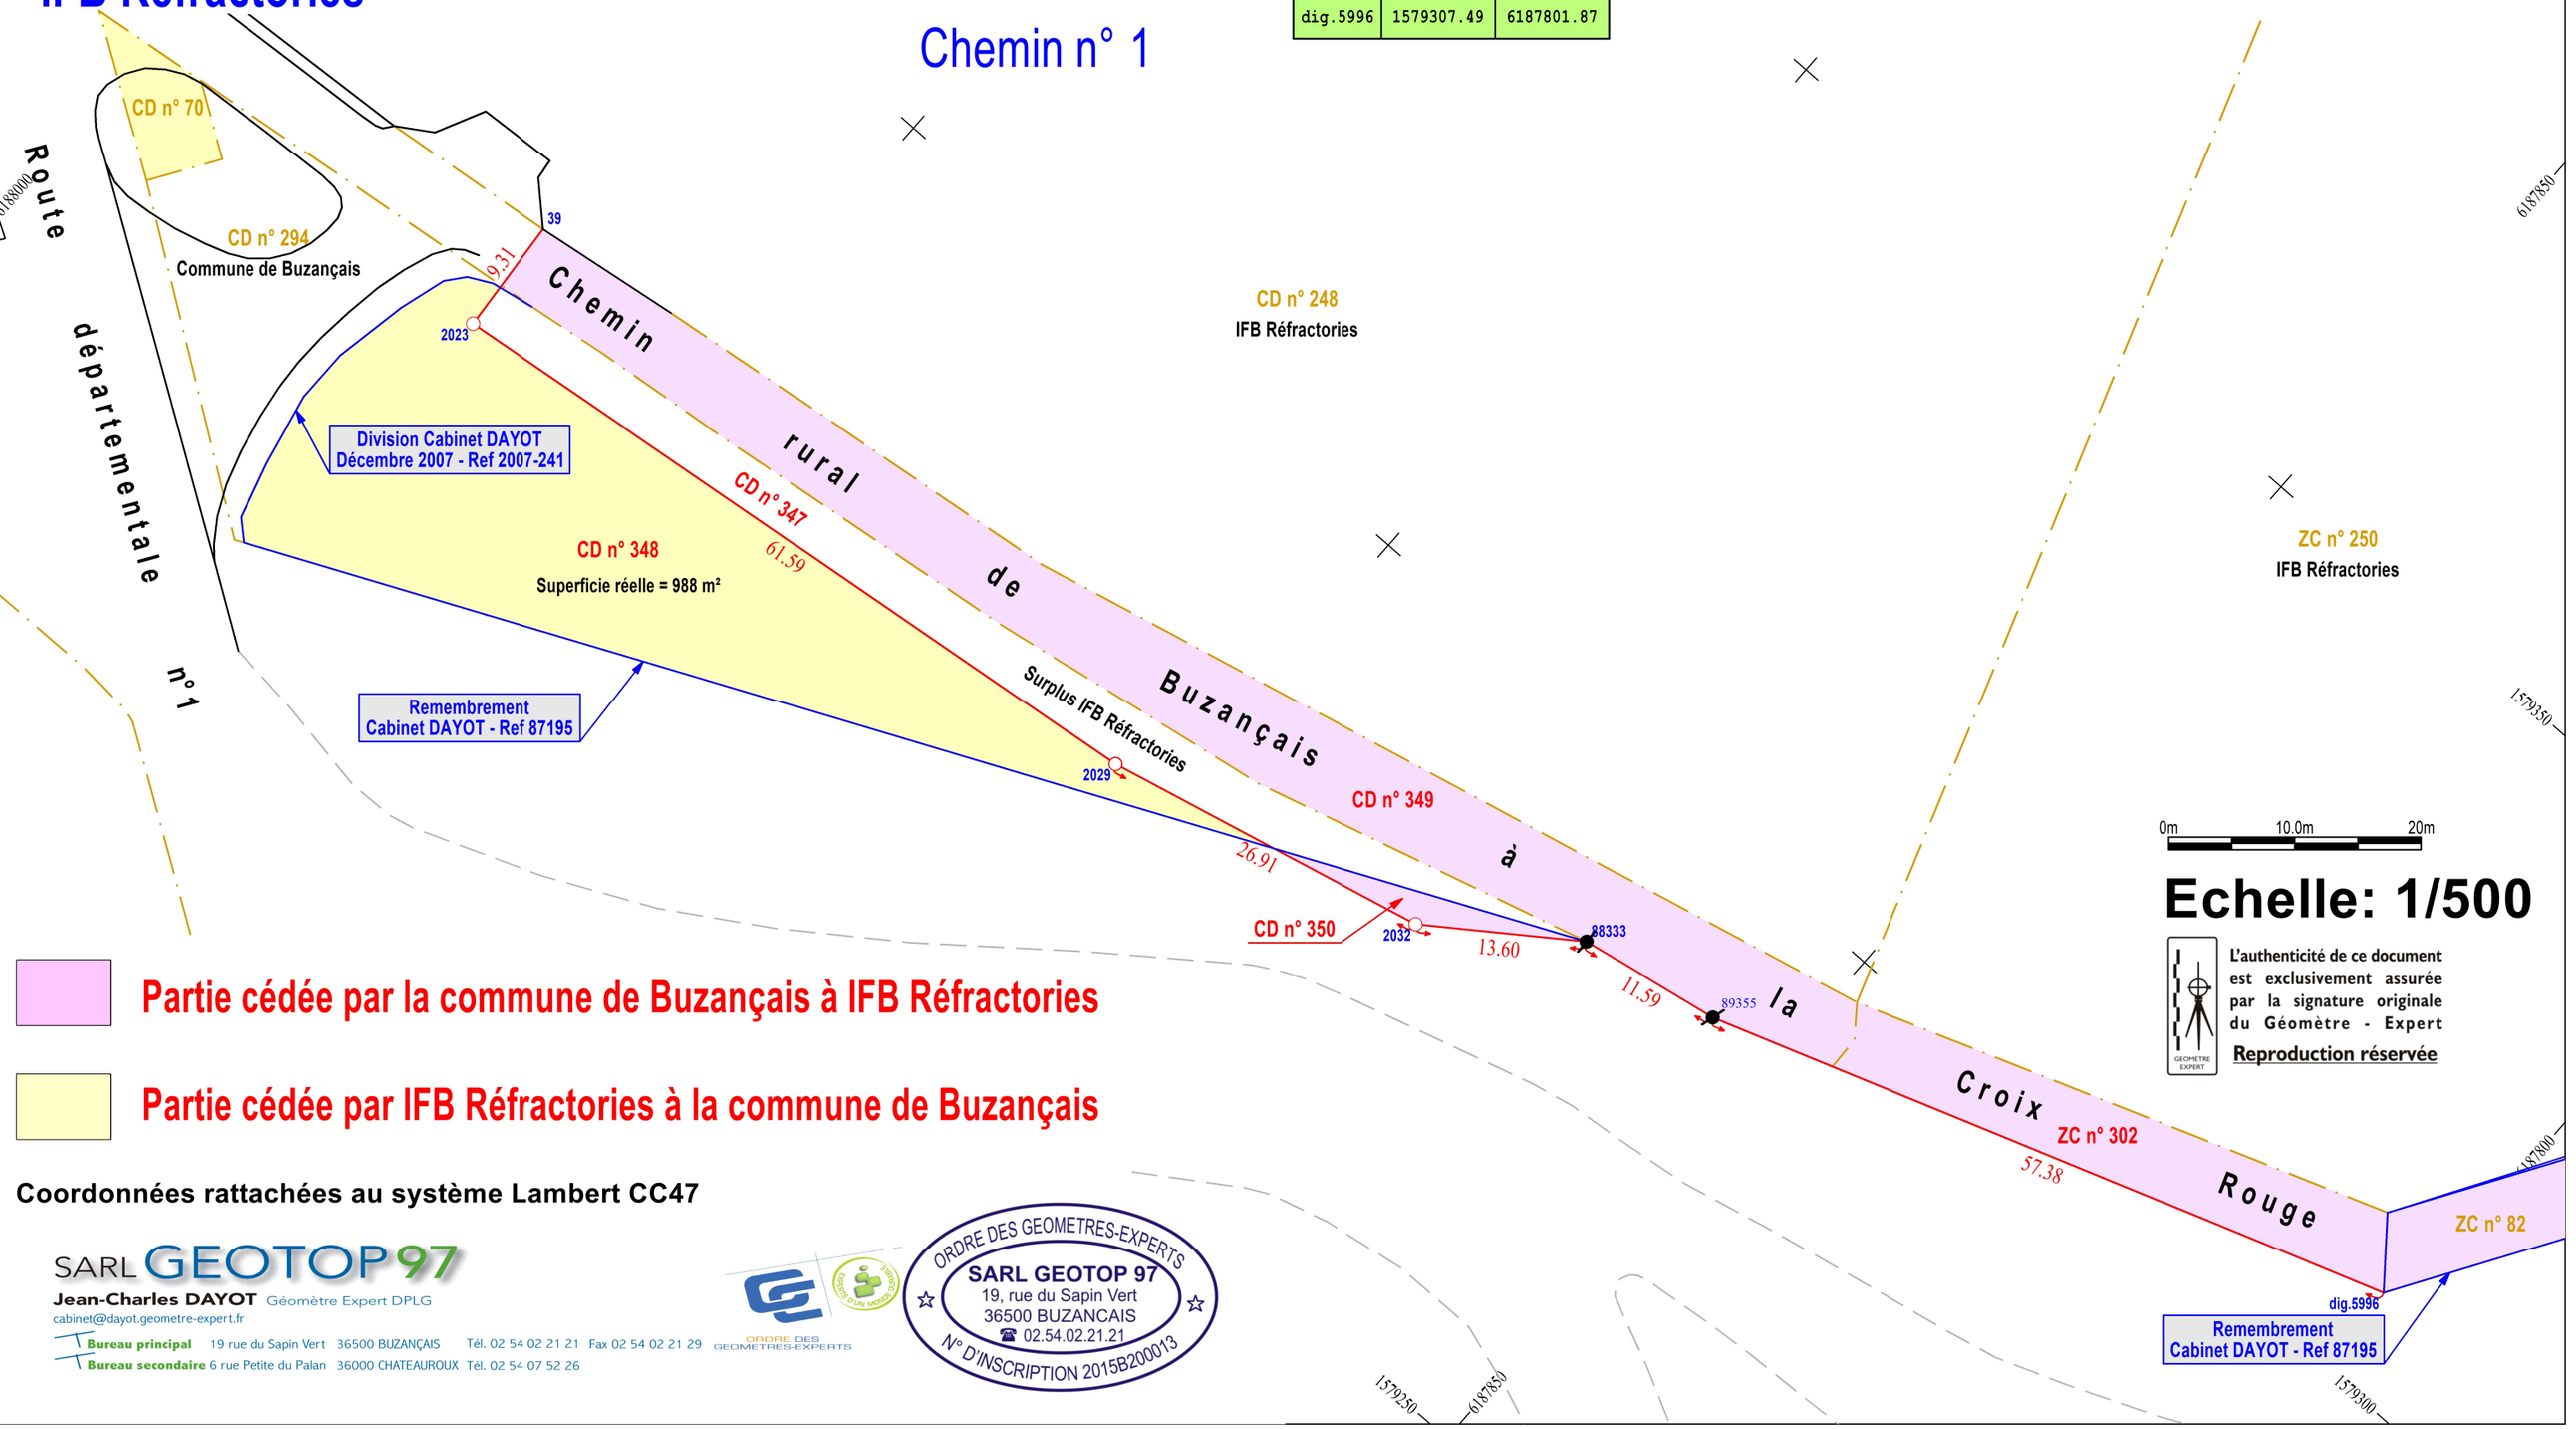 IFB Réfractories
dig.5996 1579307.49 6187801.87
Chemin n° 1
CD n° 70
Route départementale n°1
6188000
6187850
39
CD n° 294
Commune de Buzançais
9.31
2023
Chemin rural de Buzançais à la Croix Rouge
CD n° 248
IFB Réfractories
Division Cabinet DAYOT
Décembre 2007 - Ref 2007-241
CD n° 347
61.59
CD n° 348
Superficie réelle = 988 m²
ZC n° 250
IFB Réfractories
Remembrement
Cabinet DAYOT - Ref 87195
Surplus IFB Réfractories
2029
1579350
CD n° 349
26.91
CD n° 350
2032
13.60
88333
11.59
89355
0m 10.0m 20m
Echelle: 1/500
L'authenticité de ce document
est exclusivement assurée
par la signature originale
du Géomètre - Expert
Reproduction réservée
GEOMETRE
EXPERT
Partie cédée par la commune de Buzançais à IFB Réfractories
Partie cédée par IFB Réfractories à la commune de Buzançais
ZC n° 302
57.38
6187800
ZC n° 82
dig.5996
Remembrement
Cabinet DAYOT - Ref 87195
Coordonnées rattachées au système Lambert CC47
SARL GEOTOP 97
Jean-Charles DAYOT Géomètre Expert DPLG
cabinet@dayot.geometre-expert.fr
Bureau principal 19 rue du Sapin Vert 36500 BUZANÇAIS Tél. 02 54 02 21 21 Fax 02 54 02 21 29
Bureau secondaire 6 rue Petite du Palan 36000 CHATEAUROUX Tél. 02 54 07 52 26
EXPERTS D'UN MONDE DURABLE
ORDRE DES
GEOMETRES-EXPERTS
ORDRE DES GEOMETRES-EXPERTS
SARL GEOTOP 97
19, rue du Sapin Vert
36500 BUZANCAIS
☎ 02.54.02.21.21
N° D'INSCRIPTION 2015B200013
1579250
6187850
1579300